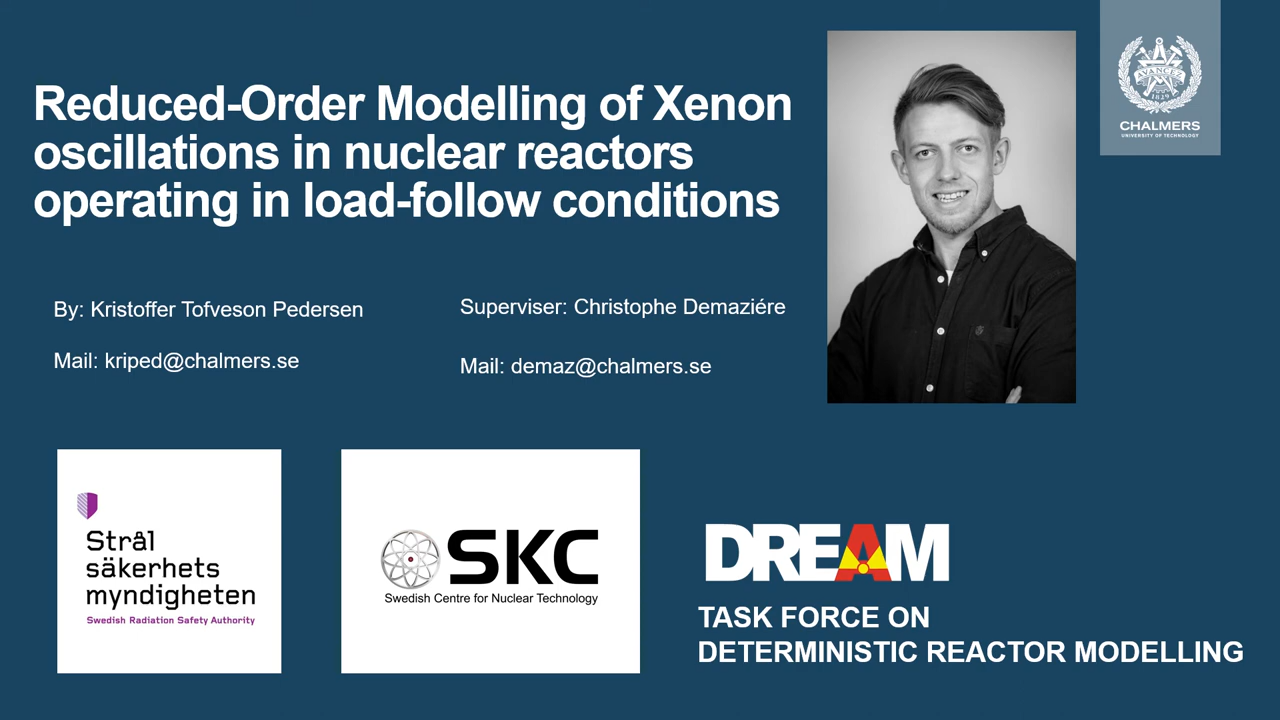 Reduced-Order Modelling of Xenon
oscillations in nuclear reactors
operating in load-follow conditions
AVANCEZ
1829
CHALMERS
UNIVERSITY OF TECHNOLOGY
By: Kristoffer Tofveson Pedersen
Superviser: Christophe Demaziére
Mail: kriped@chalmers.se
Mail: demaz@chalmers.se
Strål
säkerhets
myndigheten
Swedish Radiation Safety Authority
SKC
Swedish Centre for Nuclear Technology
DREAM
TASK FORCE ON
DETERMINISTIC REACTOR MODELLING